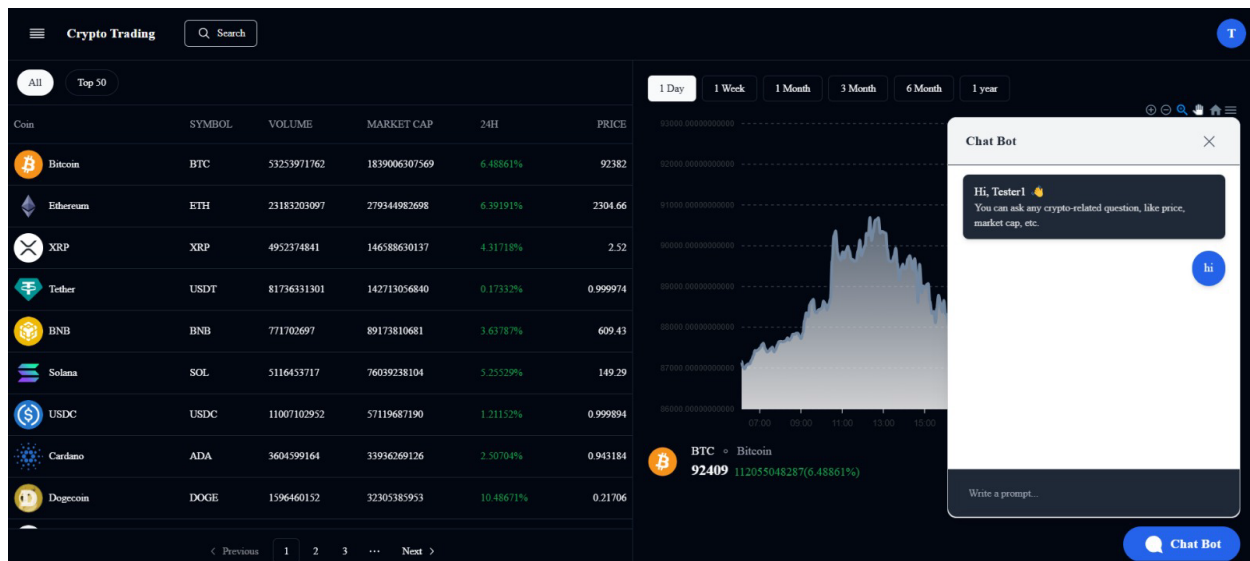 Crypto Trading
Search
T
All
Top 50
Coin SYMBOL VOLUME MARKET CAP 24H PRICE
Bitcoin BTC 53253971762 1839006307569 6.48861% 92382
Ethereum ETH 23183203097 279344982698 6.39191% 2304.66
XRP XRP 4952374841 146588630137 4.31718% 2.52
Tether USDT 81736331301 142713056840 0.17332% 0.999974
BNB BNB 771702697 89173810681 3.63787% 609.43
Solana SOL 5116453717 76039238104 5.25529% 149.29
USDC USDC 11007102952 57119687190 1.21152% 0.999894
Cardano ADA 3604599164 33936269126 2.50704% 0.943184
Dogecoin DOGE 1596460152 32305385953 10.48671% 0.21706
< Previous 1 2 3 ... Next >
1 Day 1 Week 1 Month 3 Month 6 Month 1 year
93000.00000000000
92000.00000000000
91000.00000000000
90000.00000000000
89000.00000000000
88000.00000000000
87000.00000000000
86000.00000000000
07:00 09:00 11:00 13:00 15:00
BTC Bitcoin
92409 112055048287(6.48861%)
Chat Bot
Hi, Tester1 👋
You can ask any crypto-related question, like price,
market cap, etc.
hi
Write a prompt...
Chat Bot